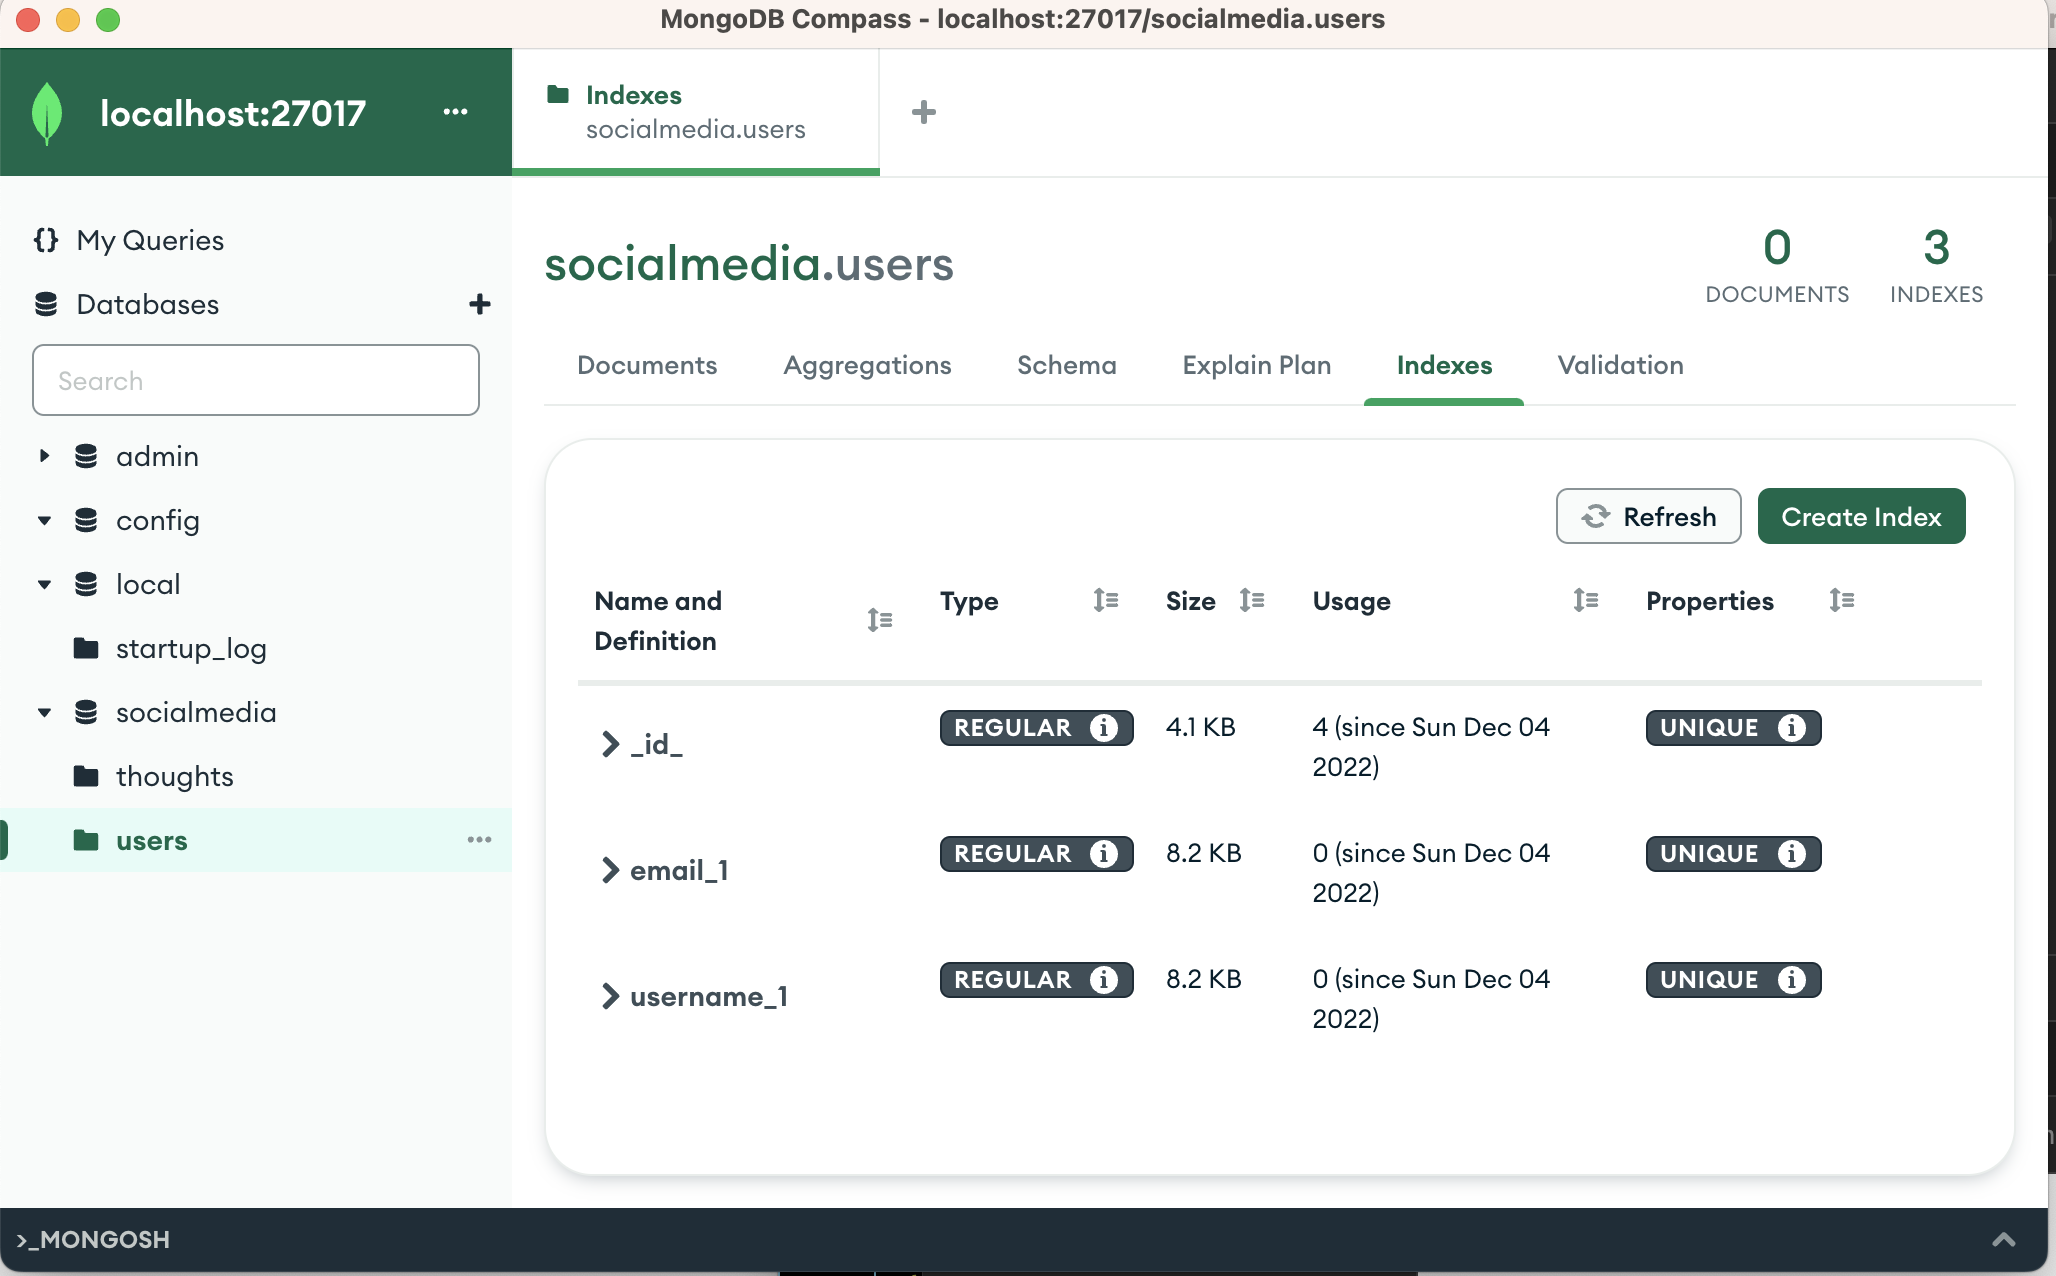 MongoDB Compass - localhost:27017/socialmedia.users
localhost:27017
Indexes
socialmedia.users
My Queries
Databases
Search
admin
config
local
startup_log
socialmedia
thoughts
users
socialmedia.users
0
DOCUMENTS
3
INDEXES
Documents Aggregations Schema Explain Plan Indexes Validation
Refresh Create Index
Name and Definition Type Size Usage Properties
_id_ REGULAR 4.1 KB 4 (since Sun Dec 04 2022) UNIQUE
email_1 REGULAR 8.2 KB 0 (since Sun Dec 04 2022) UNIQUE
username_1 REGULAR 8.2 KB 0 (since Sun Dec 04 2022) UNIQUE
>_MONGOSH